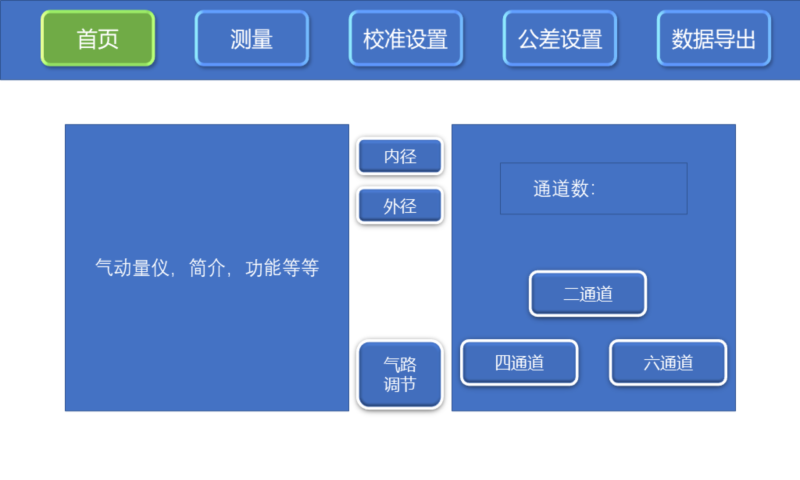 首页
测量
校准设置
公差设置
数据导出
内径
外径
通道数：
气动量仪，简介，功能等等
二通道
气路
调节
四通道
六通道